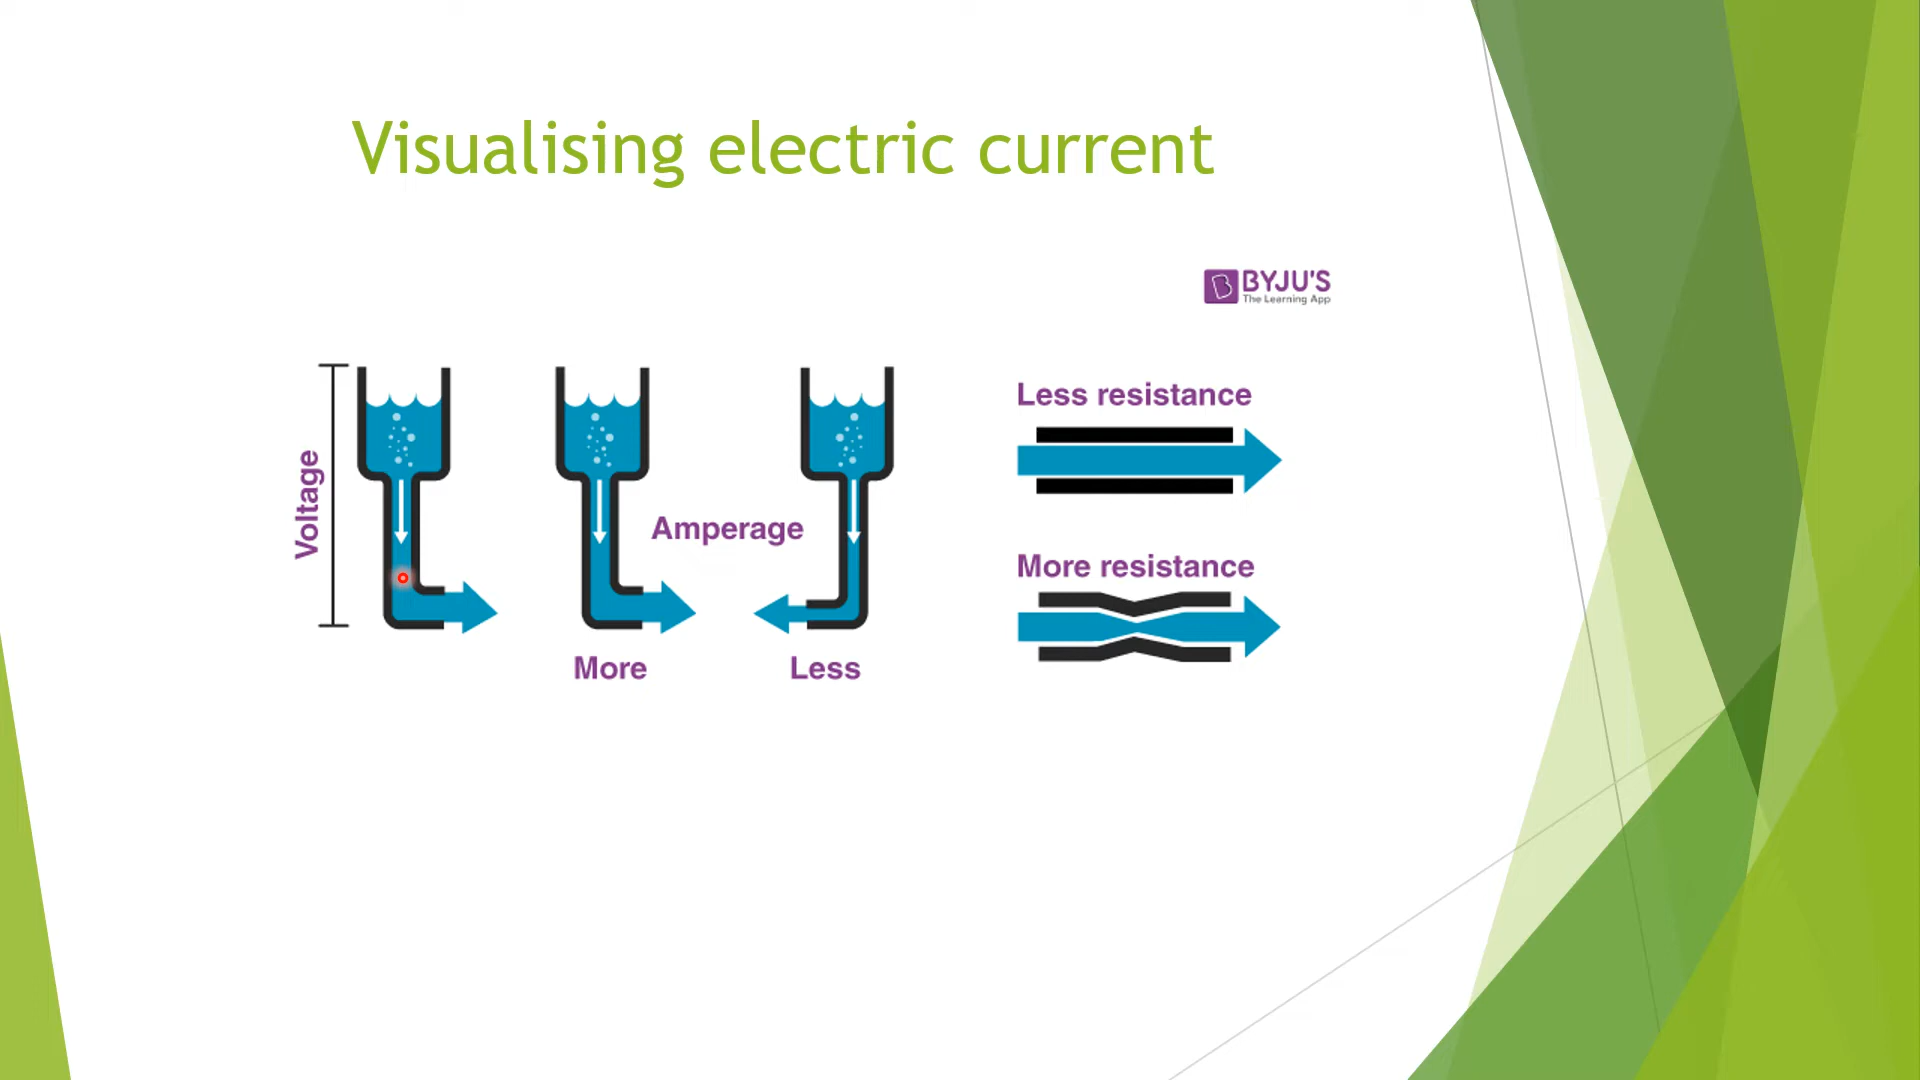 Visualising electric current
BYJU'S
The Learning App
Voltage
Amperage
More
Less
Less resistance
More resistance